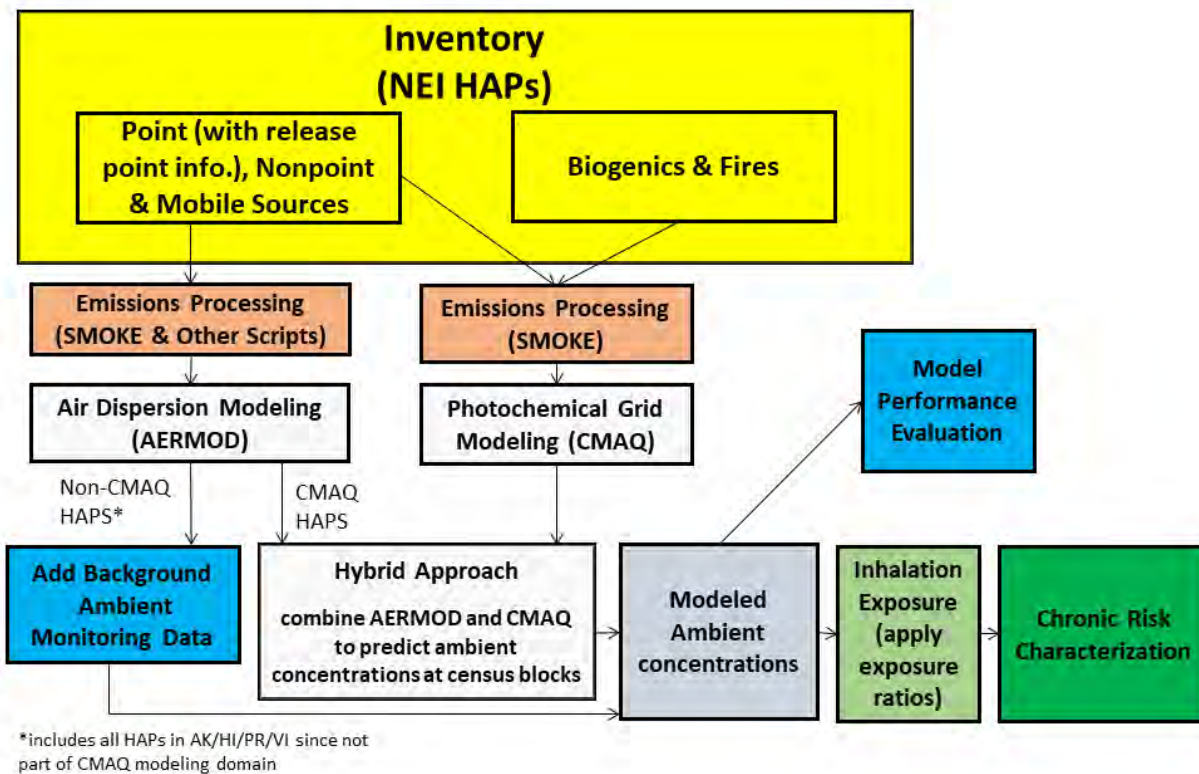 Inventory
(NEI HAPs)
Point (with release
point info.), Nonpoint
& Mobile Sources
Biogenics & Fires
Emissions Processing
(SMOKE & Other Scripts)
Emissions Processing
(SMOKE)
Air Dispersion Modeling
(AERMOD)
Photochemical Grid
Modeling (CMAQ)
Model
Performance
Evaluation
Non-CMAQ
HAPS*
CMAQ
HAPS
Add Background
Ambient
Monitoring Data
Hybrid Approach
combine AERMOD and CMAQ
to predict ambient
concentrations at census blocks
Modeled
Ambient
concentrations
Inhalation
Exposure
(apply
exposure
ratios)
Chronic Risk
Characterization
*includes all HAPs in AK/HI/PR/VI since not
part of CMAQ modeling domain